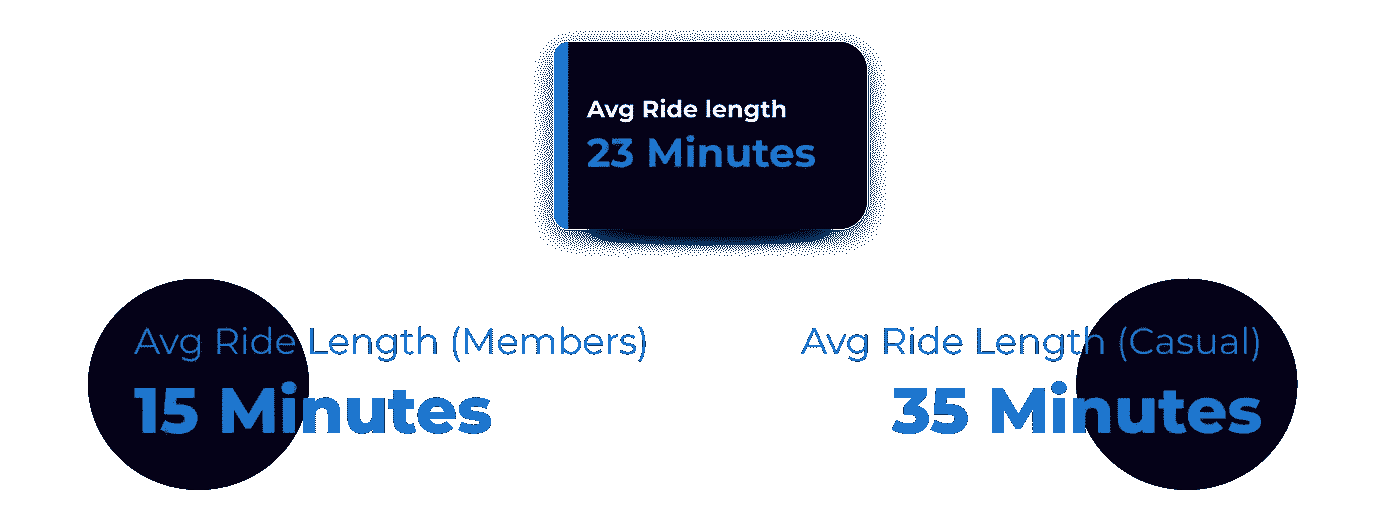 Avg Ride length
23 Minutes
Avg Ride Length (Members)
15 Minutes
Avg Ride Length (Casual)
35 Minutes